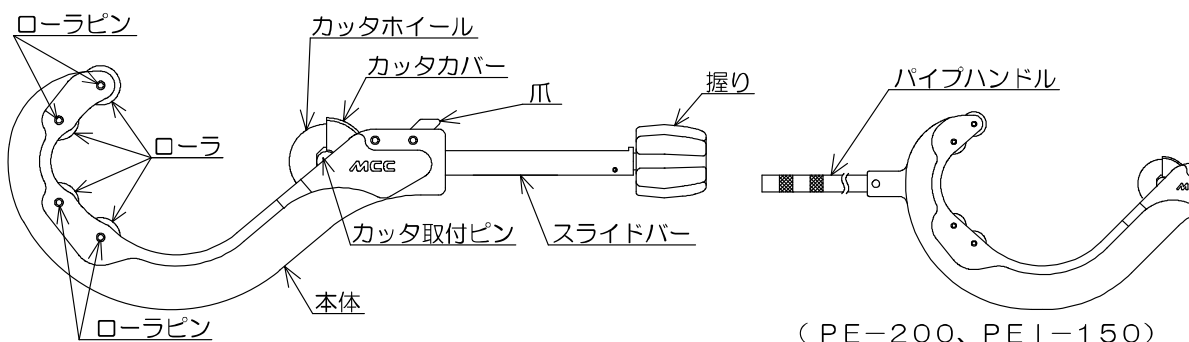 ローラピン
カッタホイール
カッタカバー
爪
握り
パイプハンドル
ローラ
MCC
カッタ取付ピン
スライドバー
本体
ローラピン
(PE−200、PEI−150)